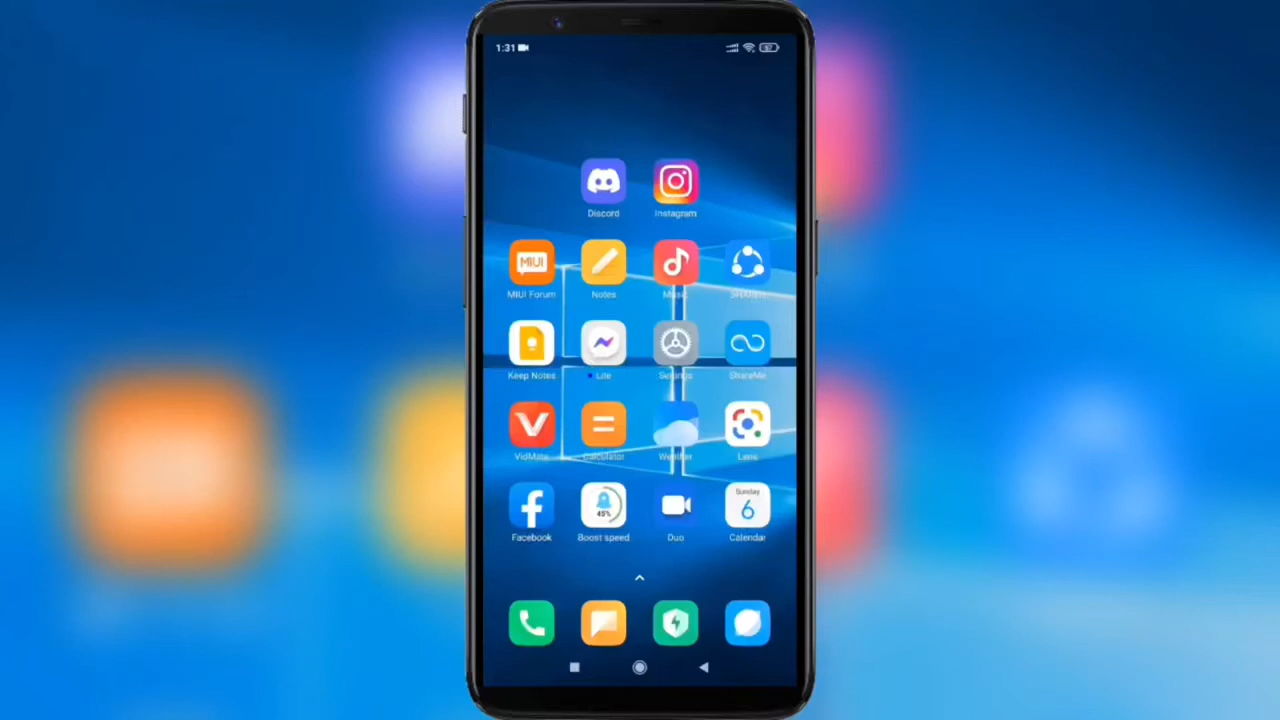 1:31
Discord Instagram
MIUI
MIUI Forum Notes Music SHAREit
Keep Notes Lite Settings ShareMe
VidMate Calculator Weather Lens
45%
Sunday
6
Facebook Boost speed Duo Calendar